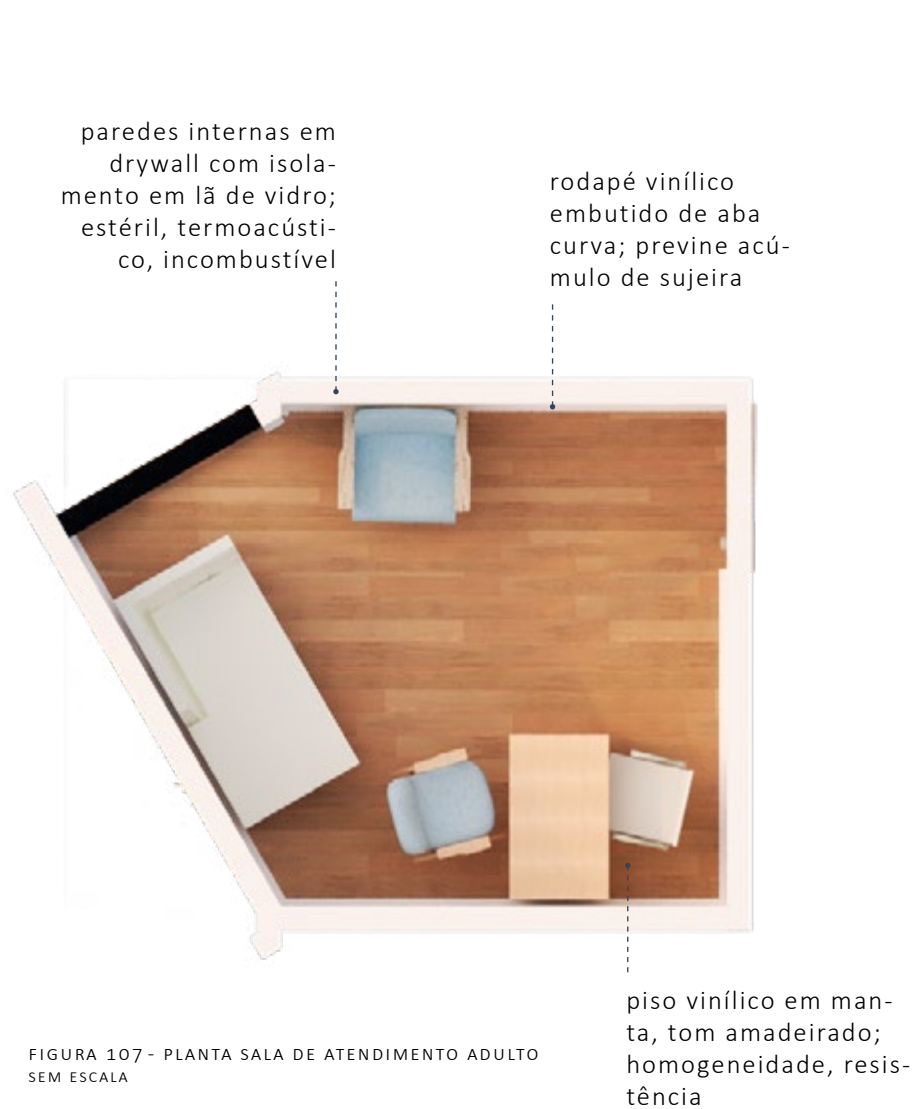 paredes internas em
drywall com isola-
mento em lã de vidro;
estéril, termoacústi-
co, incombustível
rodapé vinílico
embutido de aba
curva; previne acú-
mulo de sujeira
piso vinílico em man-
ta, tom amadeirado;
homogeneidade, resis-
tência
FIGURA 107 - PLANTA SALA DE ATENDIMENTO ADULTO
SEM ESCALA